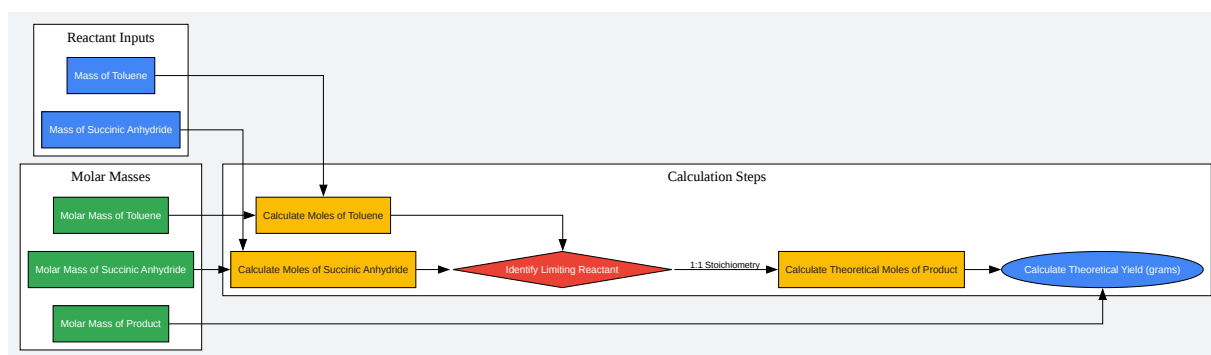 Reactant Inputs
Mass of Toluene
Mass of Succinic Anhydride
Molar Masses
Molar Mass of Toluene
Molar Mass of Succinic Anhydride
Molar Mass of Product
Calculation Steps
Calculate Moles of Toluene
Calculate Moles of Succinic Anhydride
Identify Limiting Reactant
1:1 Stoichiometry
Calculate Theoretical Moles of Product
Calculate Theoretical Yield (grams)